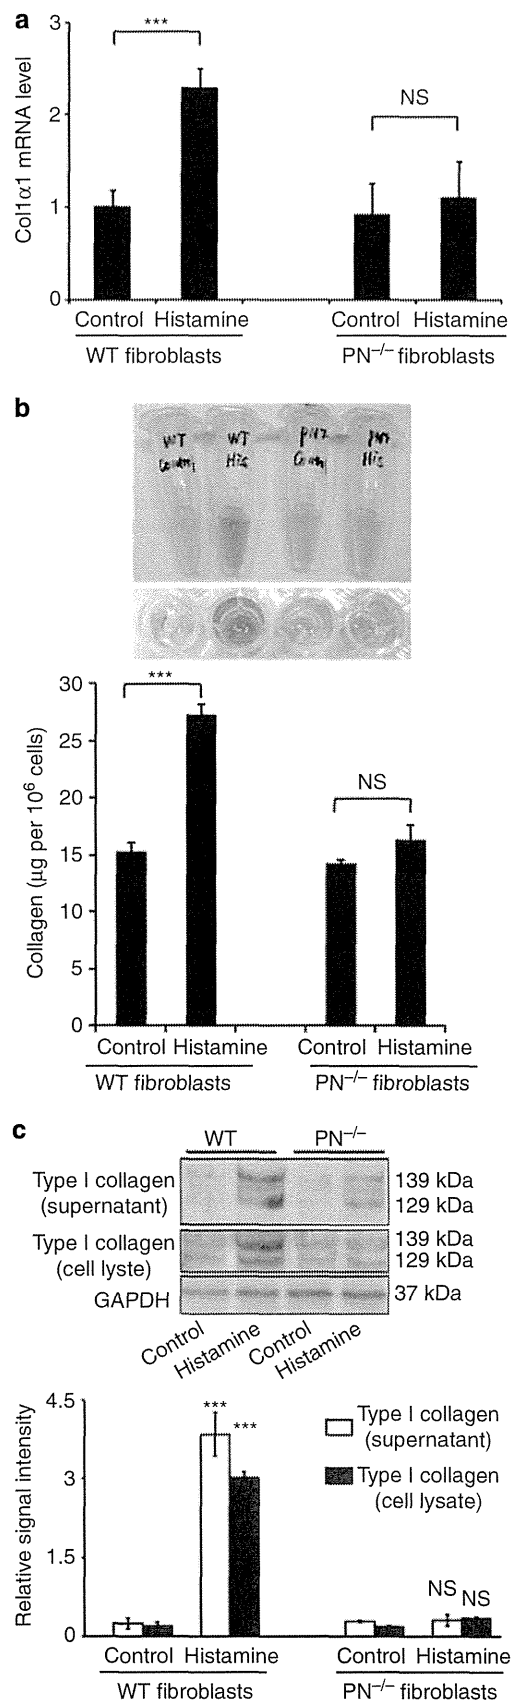 a
3
***
2
NS
1
0
Col1α1 mRNA level
Control Histamine
Control Histamine
WT fibroblasts
PN–/– fibroblasts
b
WT WT
His His
30
***
25
20
NS
15
10
5
0
Collagen (µg per 10⁶ cells)
Control Histamine
Control Histamine
WT fibroblasts
PN–/– fibroblasts
c
WT
PN–/–
Type I collagen
(supernatant)
139 kDa
129 kDa
Type I collagen
(cell lyste)
139 kDa
129 kDa
GAPDH
37 kDa
Control
Histamine
Control
Histamine
4.5
***
***
3
1.5
0
NS
NS
Relative signal intensity
Type I collagen
(supernatant)
Type I collagen
(cell lysate)
Control Histamine
Control Histamine
WT fibroblasts
PN–/– fibroblasts